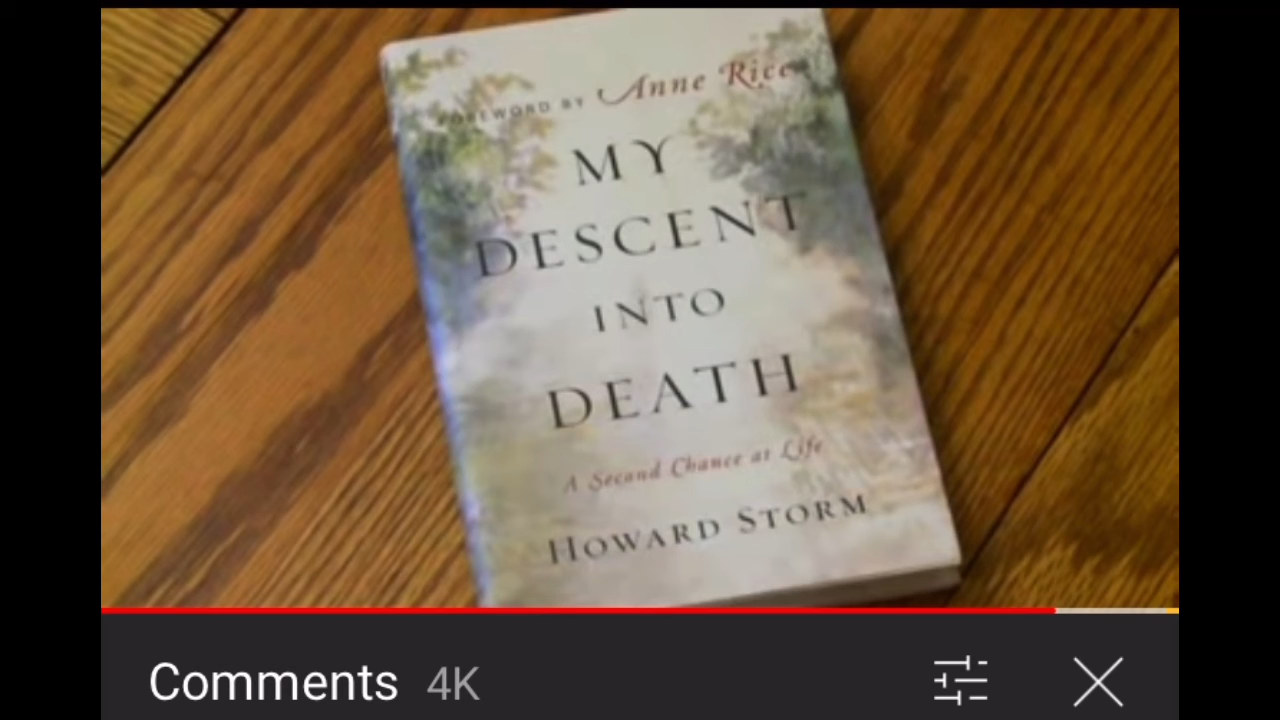 FOREWORD BY Anne Rice
MY
DESCENT
INTO
DEATH
A Second Chance at Life
HOWARD STORM
Comments 4K